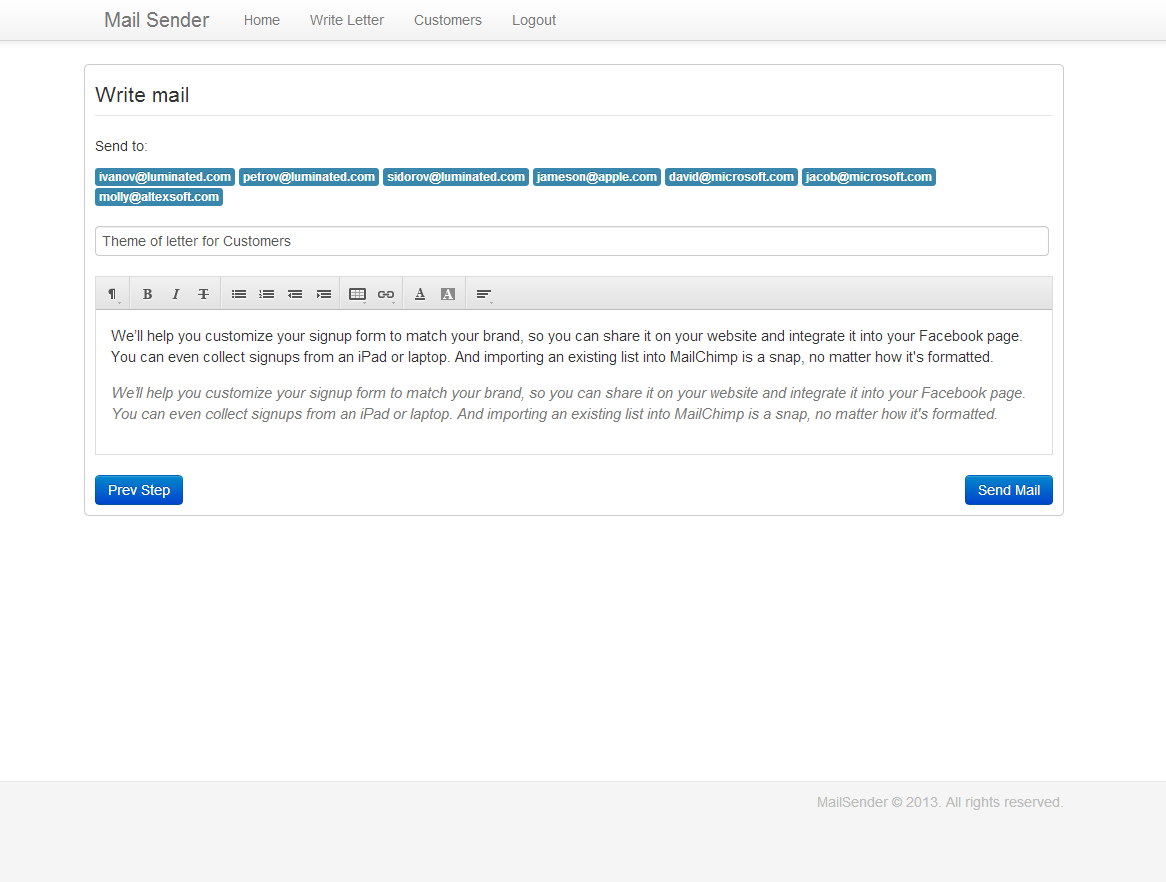 Mail Sender Home Write Letter Customers Logout
Write mail
Send to:
ivanov@luminated.com petrov@luminated.com sidorov@luminated.com jameson@apple.com david@microsoft.com jacob@microsoft.com
molly@altexsoft.com
Theme of letter for Customers
¶ B I T A A
We’ll help you customize your signup form to match your brand, so you can share it on your website and integrate it into your Facebook page.
You can even collect signups from an iPad or laptop. And importing an existing list into MailChimp is a snap, no matter how it's formatted.
We’ll help you customize your signup form to match your brand, so you can share it on your website and integrate it into your Facebook page.
You can even collect signups from an iPad or laptop. And importing an existing list into MailChimp is a snap, no matter how it's formatted.
Prev Step Send Mail
MailSender © 2013. All rights reserved.